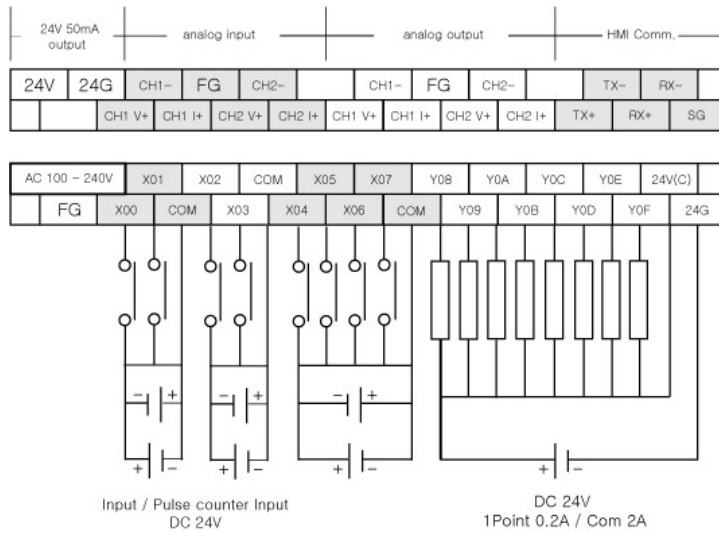 24V 50mA output analog input analog output HMI Comm.
24V 24G CH1- FG CH2- CH1- FG CH2- TX- RX-
CH1 V+ CH1 I+ CH2 V+ CH2 I+ CH1 V+ CH1 I+ CH2 V+ CH2 I+ TX+ RX+ SG
AC 100 - 240V X01 X02 COM X05 X07 Y08 Y0A Y0C Y0E 24V(C)
FG X00 COM X03 X04 X06 COM Y09 Y0B Y0D Y0F 24G
- + - + - +
+ - + - + - + -
Input / Pulse counter Input
DC 24V
DC 24V
1Point 0.2A / Com 2A